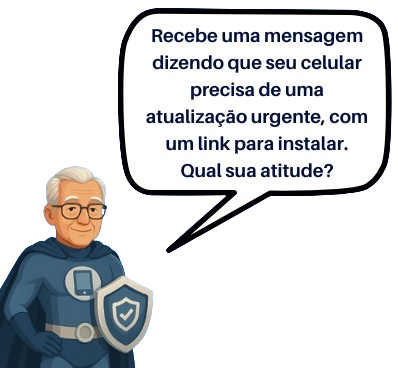 Recebe uma mensagem
dizendo que seu celular
precisa de uma
atualização urgente, com
um link para instalar.
Qual sua atitude?